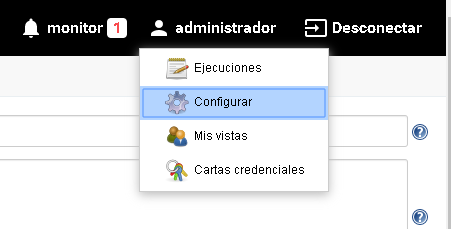 monitor 1 administrador Desconectar
Ejecuciones
Configurar
Mis vistas
Cartas credenciales